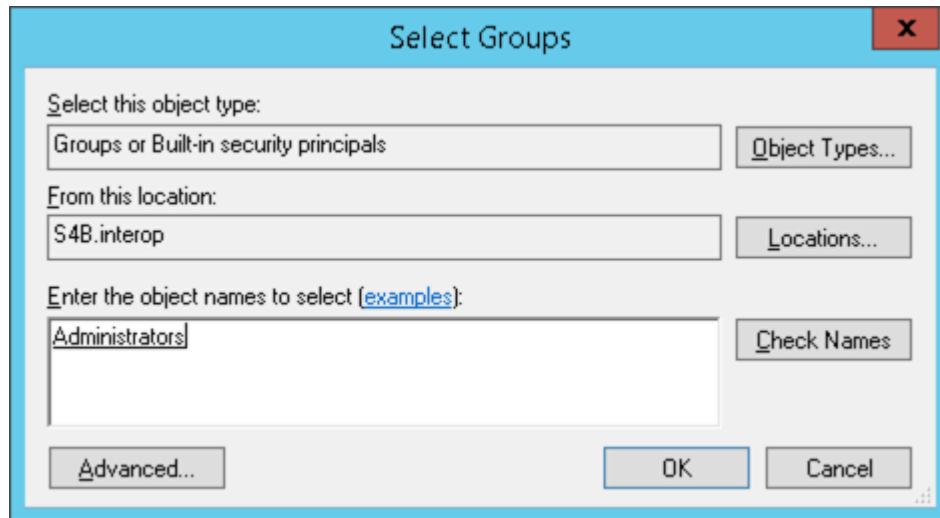 Select Groups
x
Select this object type:
Groups or Built-in security principals
Object Types...
From this location:
S4B.interop
Locations...
Enter the object names to select (examples):
Administrators
Check Names
Advanced...
OK
Cancel